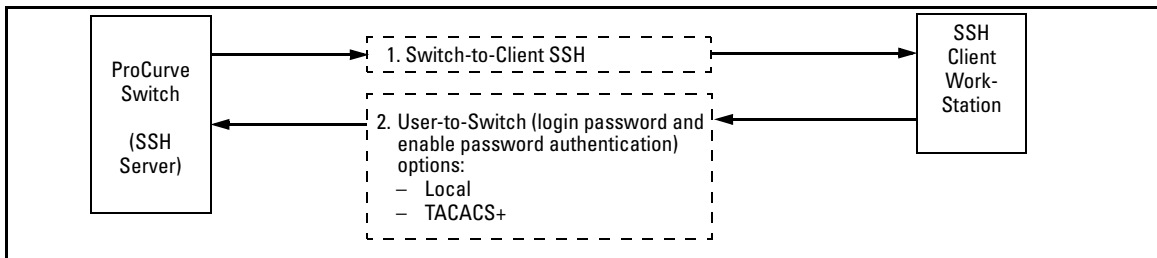 ProCurve
Switch
(SSH
Server)
1. Switch-to-Client SSH
2. User-to-Switch (login password and
enable password authentication)
options:
– Local
– TACACS+
SSH
Client
Work-
Station